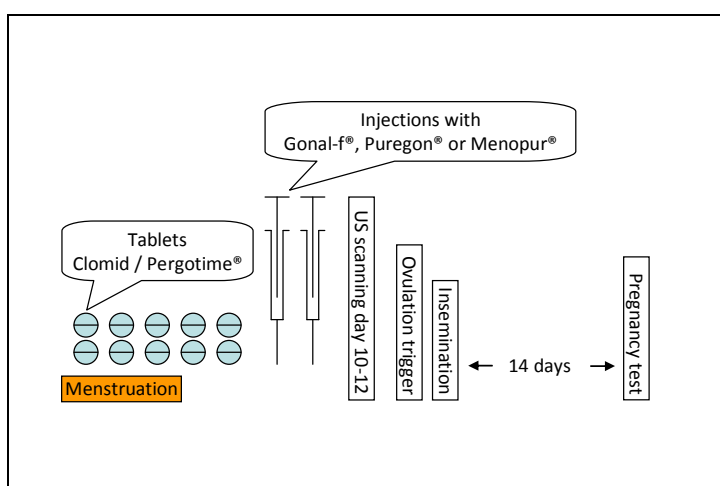 Injections with
Gonal-f®, Puregon® or Menopur®
Tablets
Clomid / Pergotime®
Menstruation
US scanning day 10-12
Ovulation trigger
Insemination
14 days
Pregnancy test